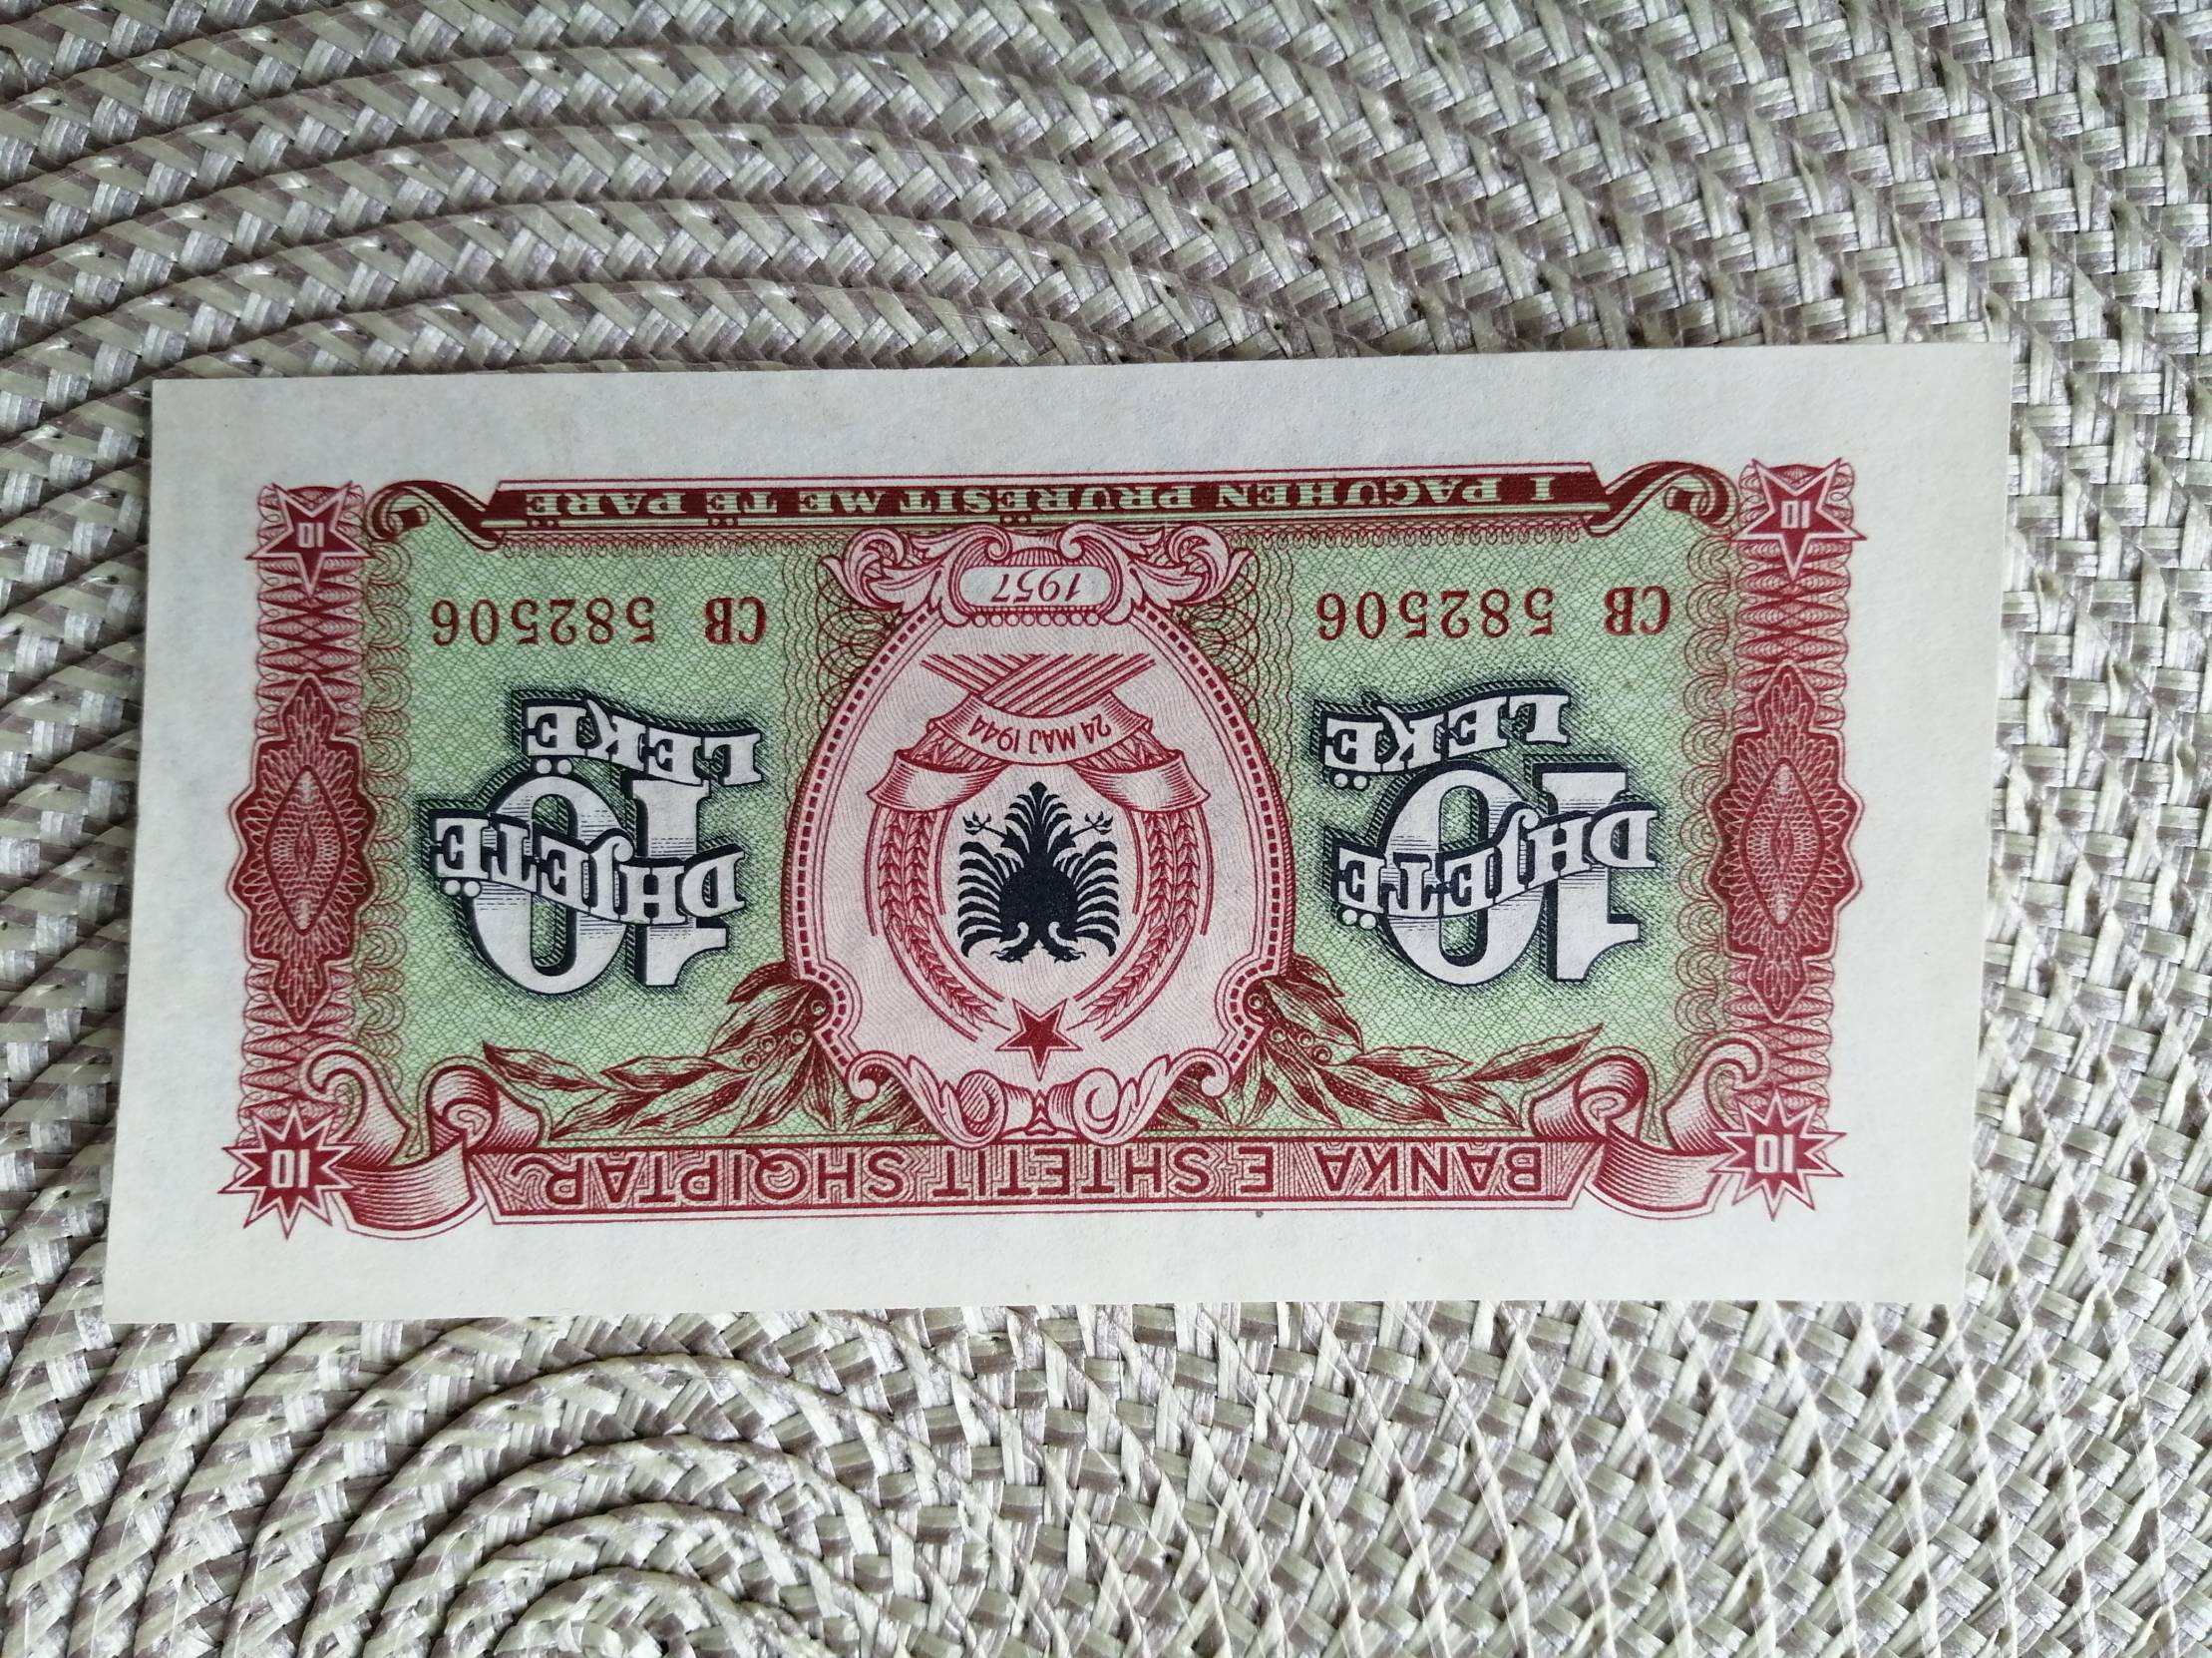 BANKA E SHTETIT SHQIPTAR
10
10
10
DHJETË
LEKË
10
DHJETË
LEKË
24 MAJ 1944
CB 582506
CB 582506
1957
I PAGUHEN PRURËSIT ME TË PARË
10
10